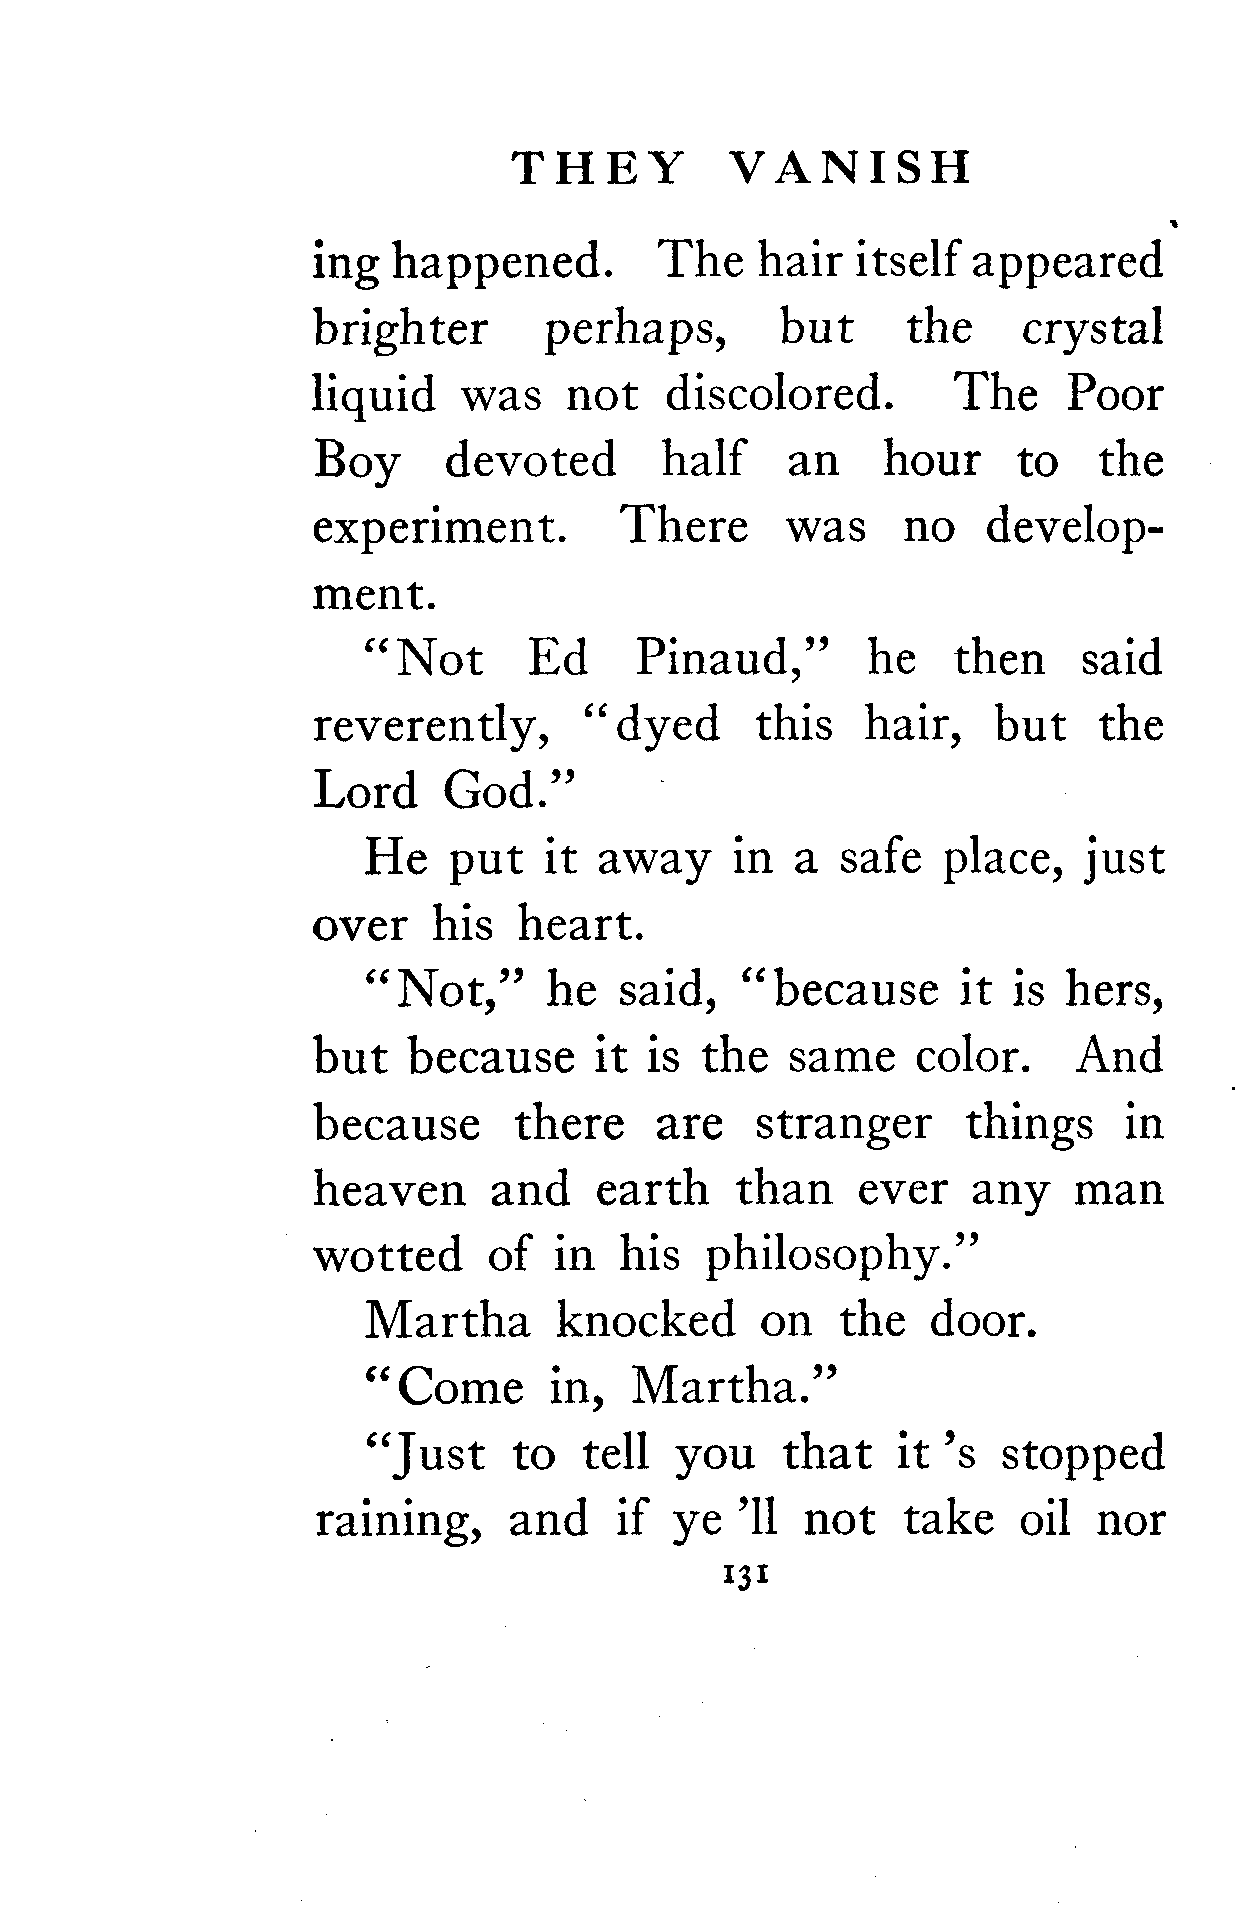 THEY VANISH
ing happened. The hair itself appeared
brighter perhaps, but the crystal
liquid was not discolored. The Poor
Boy devoted half an hour to the
experiment. There was no develop-
ment.
“Not Ed Pinaud,” he then said
reverently, “dyed this hair, but the
Lord God.”
He put it away in a safe place, just
over his heart.
“Not,” he said, “because it is hers,
but because it is the same color. And
because there are stranger things in
heaven and earth than ever any man
wotted of in his philosophy.”
Martha knocked on the door.
“Come in, Martha.”
“Just to tell you that it ’s stopped
raining, and if ye ’ll not take oil nor
131